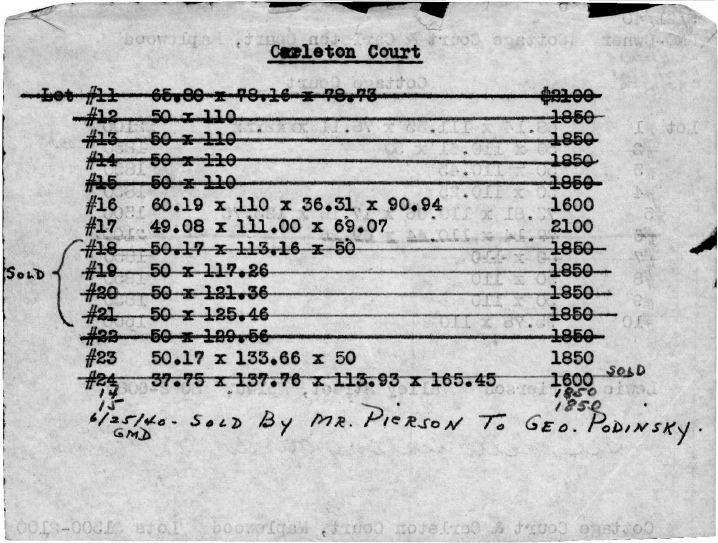 Carleton Court
Lot #11 65.80 x 78.16 x 78.73 $2100
#12 50 x 110 1850
#13 50 x 110 1850
#14 50 x 110 1850
#15 50 x 110 1850
#16 60.19 x 110 x 36.31 x 90.94 1600
#17 49.08 x 111.00 x 69.07 2100
#18 50.17 x 113.16 x 50 1850
SOLD #19 50 x 117.26 1850
#20 50 x 121.36 1850
#21 50 x 125.46 1850
#22 50 x 129.56 1850
#23 50.17 x 133.66 x 50 1850
#24 37.75 x 137.76 x 113.93 x 165.45 1600 SOLD
14 1850
15 1850
6/25/40 - SOLD BY MR. PIERSON TO GEO. PODINSKY.
GMD